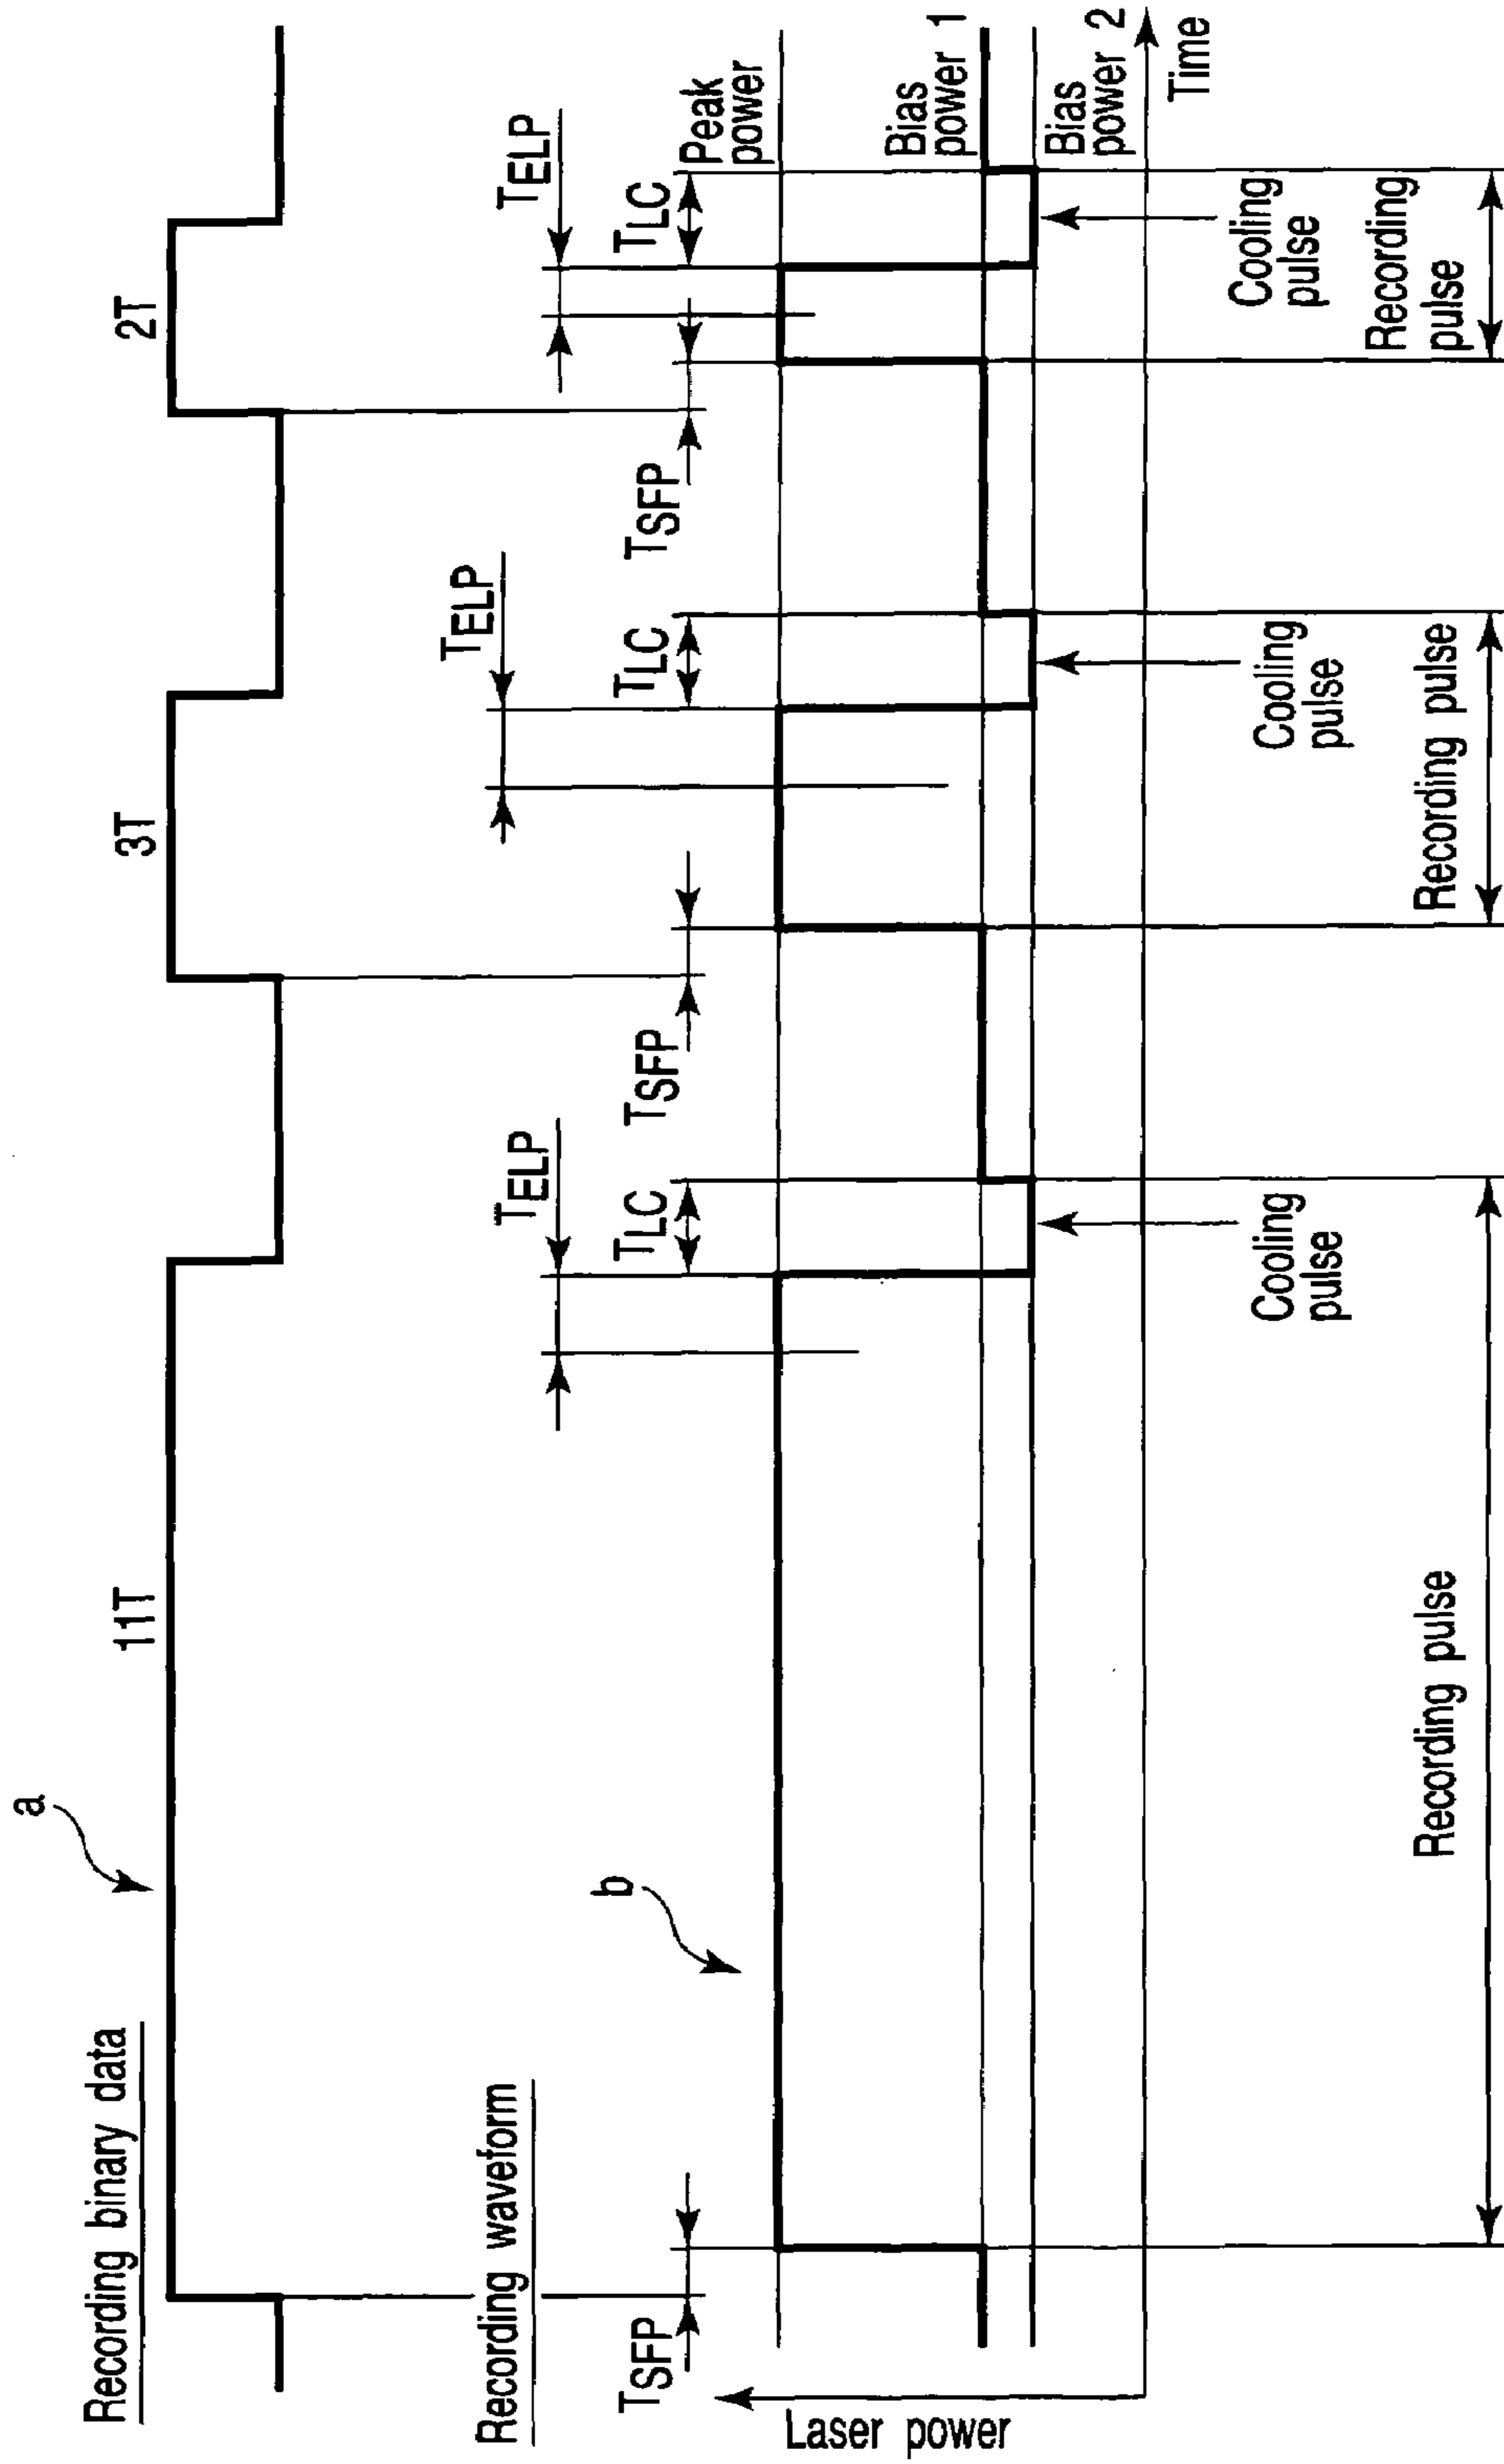 a
Recording binary data
11T
3T
2T
Recording waveform
b
TELP
TELP
TELP
TSFP
TLC
TSFP
TLC
TSFP
TLC
Peak
power
Laser power
Bias
power 1
Bias
power 2
Time
Cooling
pulse
Cooling
pulse
Cooling
pulse
Recording pulse
Recording pulse
Recording
pulse